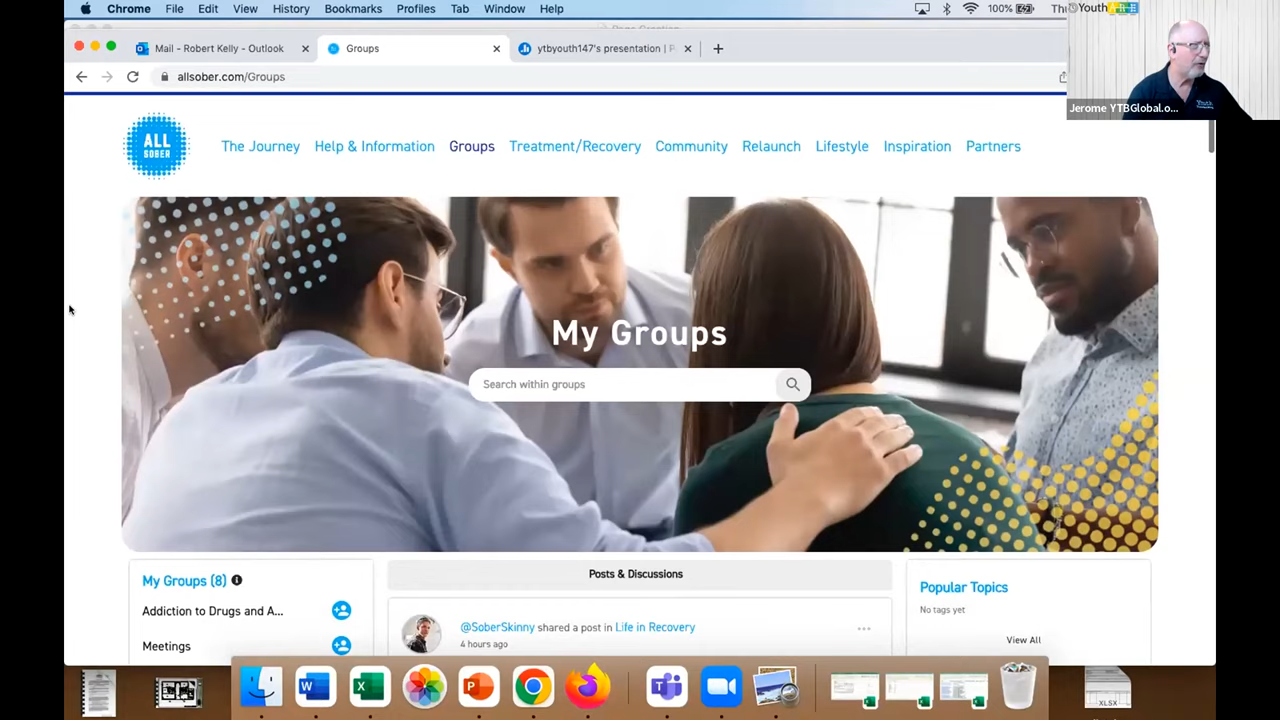 Chrome File Edit View History Bookmarks Profiles Tab Window Help 100%
Youth
Mail - Robert Kelly - Outlook
Groups
ytbyouth147's presentation |
allsober.com/Groups
Jerome YTBGlobal.o...
ALL
SOBER
The Journey Help & Information Groups Treatment/Recovery Community Relaunch Lifestyle Inspiration Partners
My Groups
Search within groups
My Groups (8)
Addiction to Drugs and A...
Meetings
Posts & Discussions
@SoberSkinny shared a post in Life in Recovery
4 hours ago
Popular Topics
No tags yet
View All
XLSX